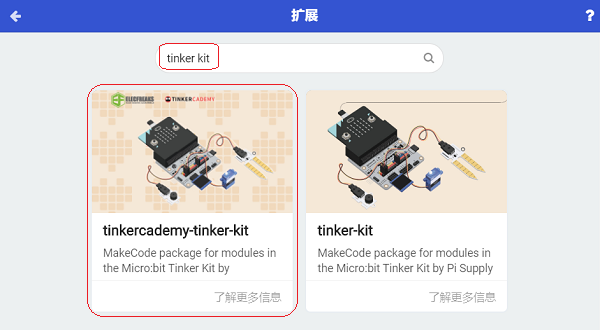 扩展
?
tinker kit
ELECFREAKS TINKERCADEMY
tinkercademy-tinker-kit
MakeCode package for modules in
the Micro:bit Tinker Kit by
了解更多信息
tinker-kit
MakeCode package for modules in
the Micro:bit Tinker Kit by Pi Supply
了解更多信息